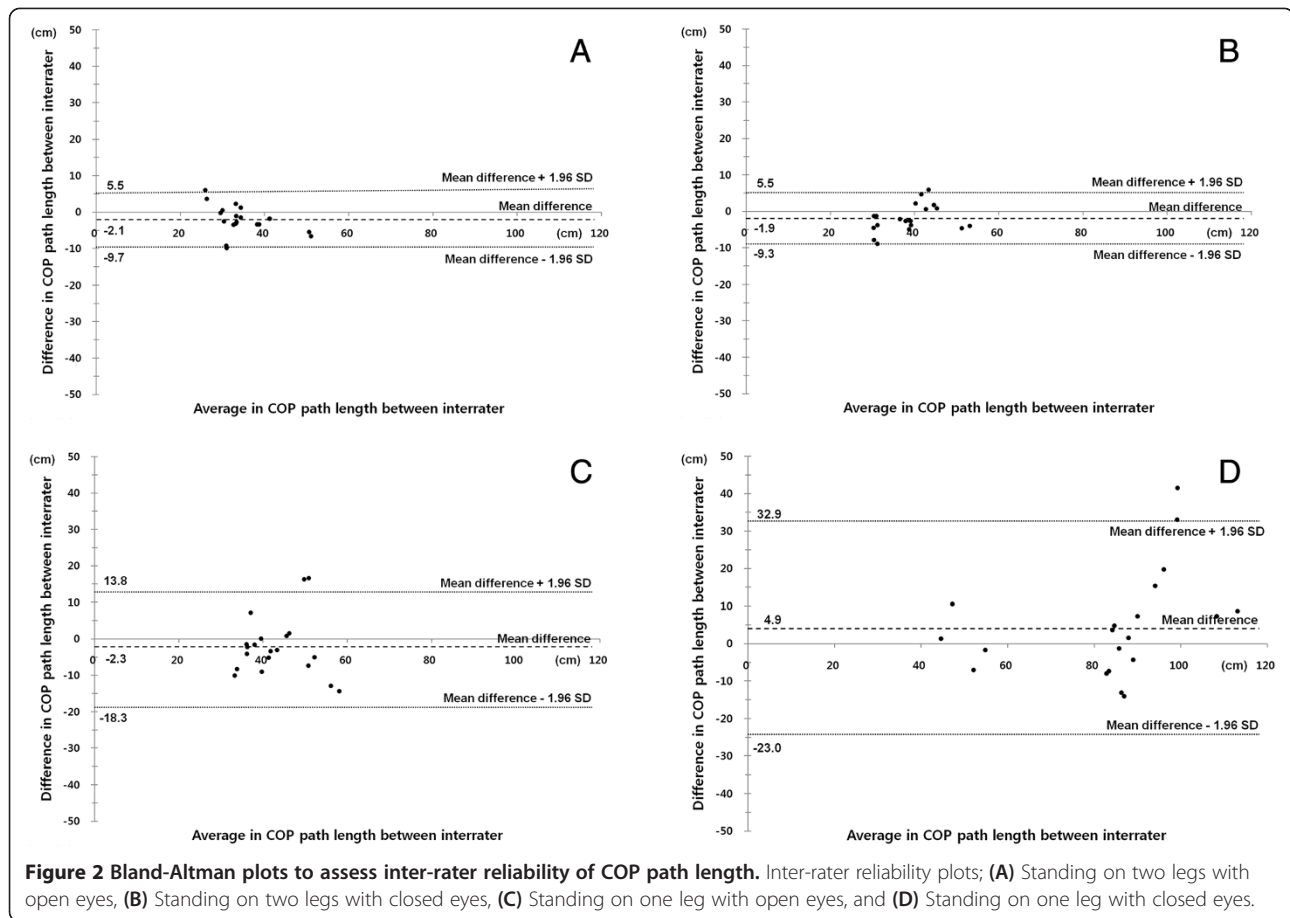 (cm)
A
50
40
30
20
10
0
-10
-20
-30
-40
-50
Difference in COP path length between interrater
5.5
Mean difference + 1.96 SD
Mean difference
-2.1
0 20 40 60 80 100 120
(cm)
-9.7
Mean difference - 1.96 SD
Average in COP path length between interrater
(cm)
B
50
40
30
20
10
0
-10
-20
-30
-40
-50
Difference in COP path length between interrater
5.5
Mean difference + 1.96 SD
Mean difference
-1.9
0 20 40 60 80 100 120
(cm)
-9.3
Mean difference - 1.96 SD
Average in COP path length between interrater
(cm)
C
50
40
30
20
10
0
-10
-20
-30
-40
-50
Difference in COP path length between interrater
13.8
Mean difference + 1.96 SD
Mean difference
-2.3
0 20 40 60 80 100 120
(cm)
-18.3
Mean difference - 1.96 SD
Average in COP path length between interrater
(cm)
D
50
40
30
20
10
0
-10
-20
-30
-40
-50
Difference in COP path length between interrater
32.9
Mean difference + 1.96 SD
4.9
Mean difference
0 20 40 60 80 100 120
(cm)
-23.0
Mean difference - 1.96 SD
Average in COP path length between interrater
Figure 2 Bland-Altman plots to assess inter-rater reliability of COP path length. Inter-rater reliability plots; (A) Standing on two legs with
open eyes, (B) Standing on two legs with closed eyes, (C) Standing on one leg with open eyes, and (D) Standing on one leg with closed eyes.